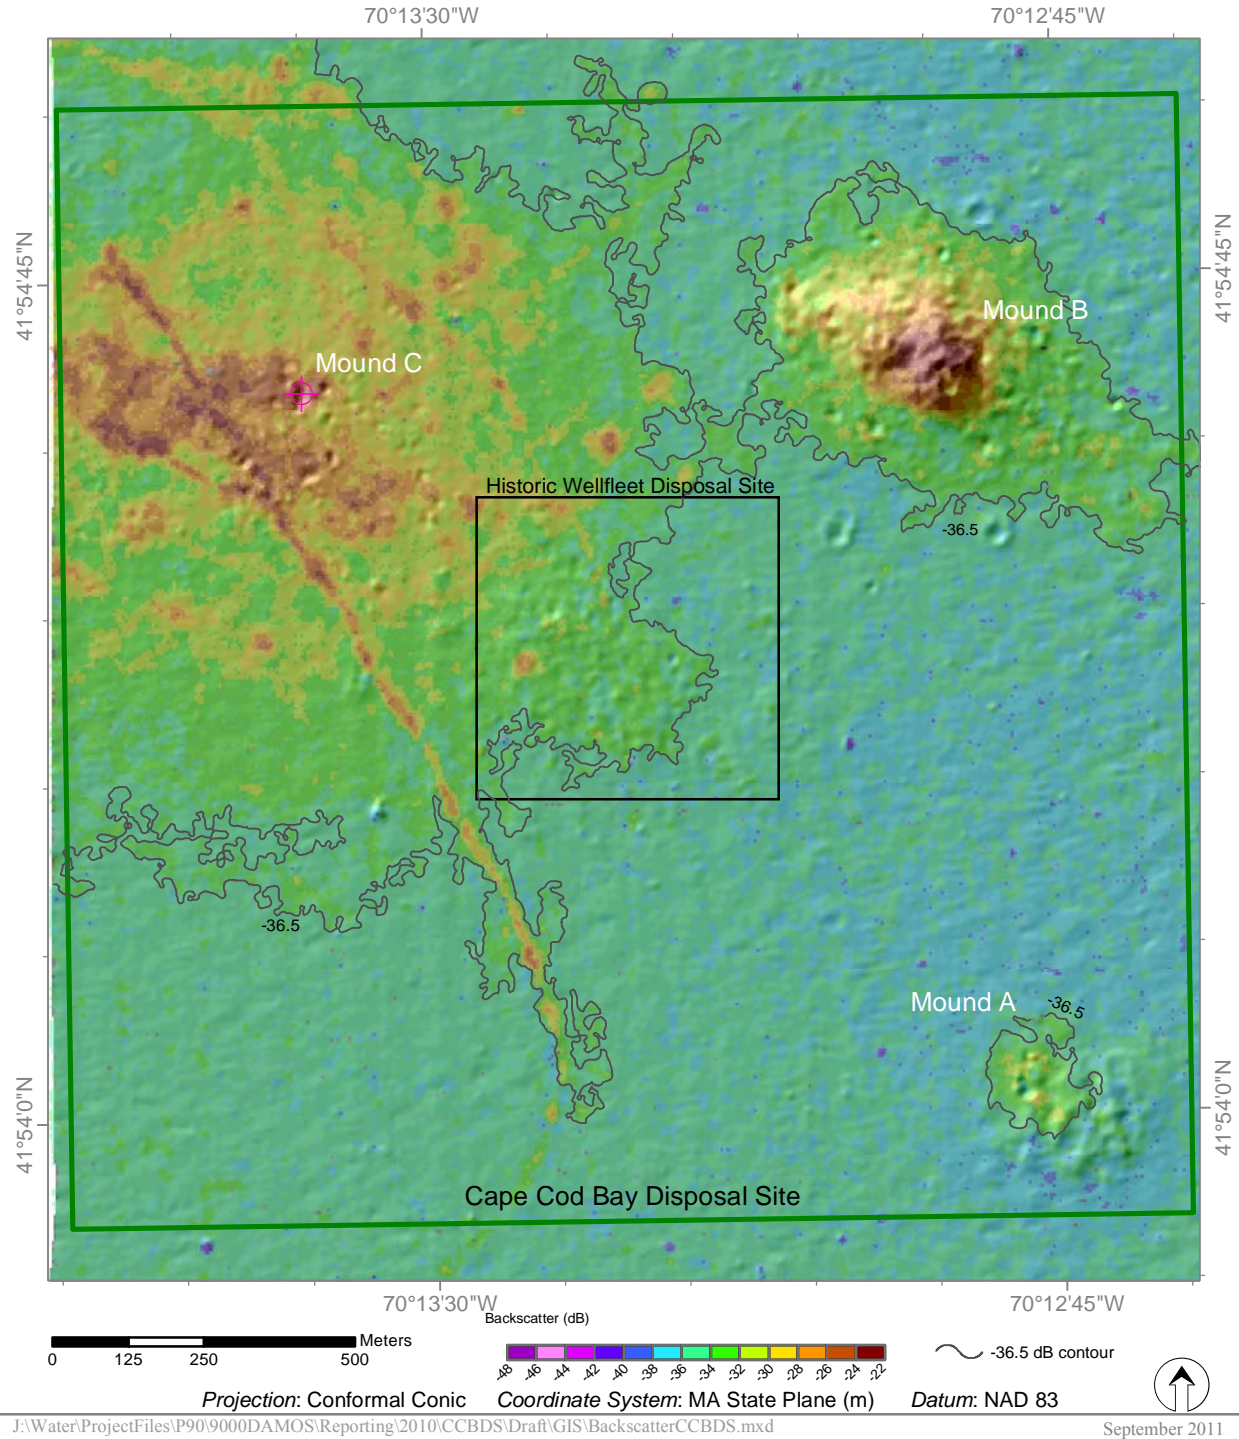 70°13'30"W
70°12'45"W
41°54'45"N
41°54'45"N
Mound B
Mound C
Historic Wellfleet Disposal Site
-36.5
-36.5
Mound A
-36.5
41°54'0"N
41°54'0"N
Cape Cod Bay Disposal Site
70°13'30"W
70°12'45"W
Backscatter (dB)
Meters
0 125 250 500
-48 -46 -44 -42 -40 -38 -36 -34 -32 -30 -28 -26 -24 -22
-36.5 dB contour
Projection: Conformal Conic Coordinate System: MA State Plane (m) Datum: NAD 83
J:\Water\ProjectFiles\P90\9000DAMOS\Reporting\2010\CCBDS\Draft\GIS\BackscatterCCBDS.mxd
September 2011